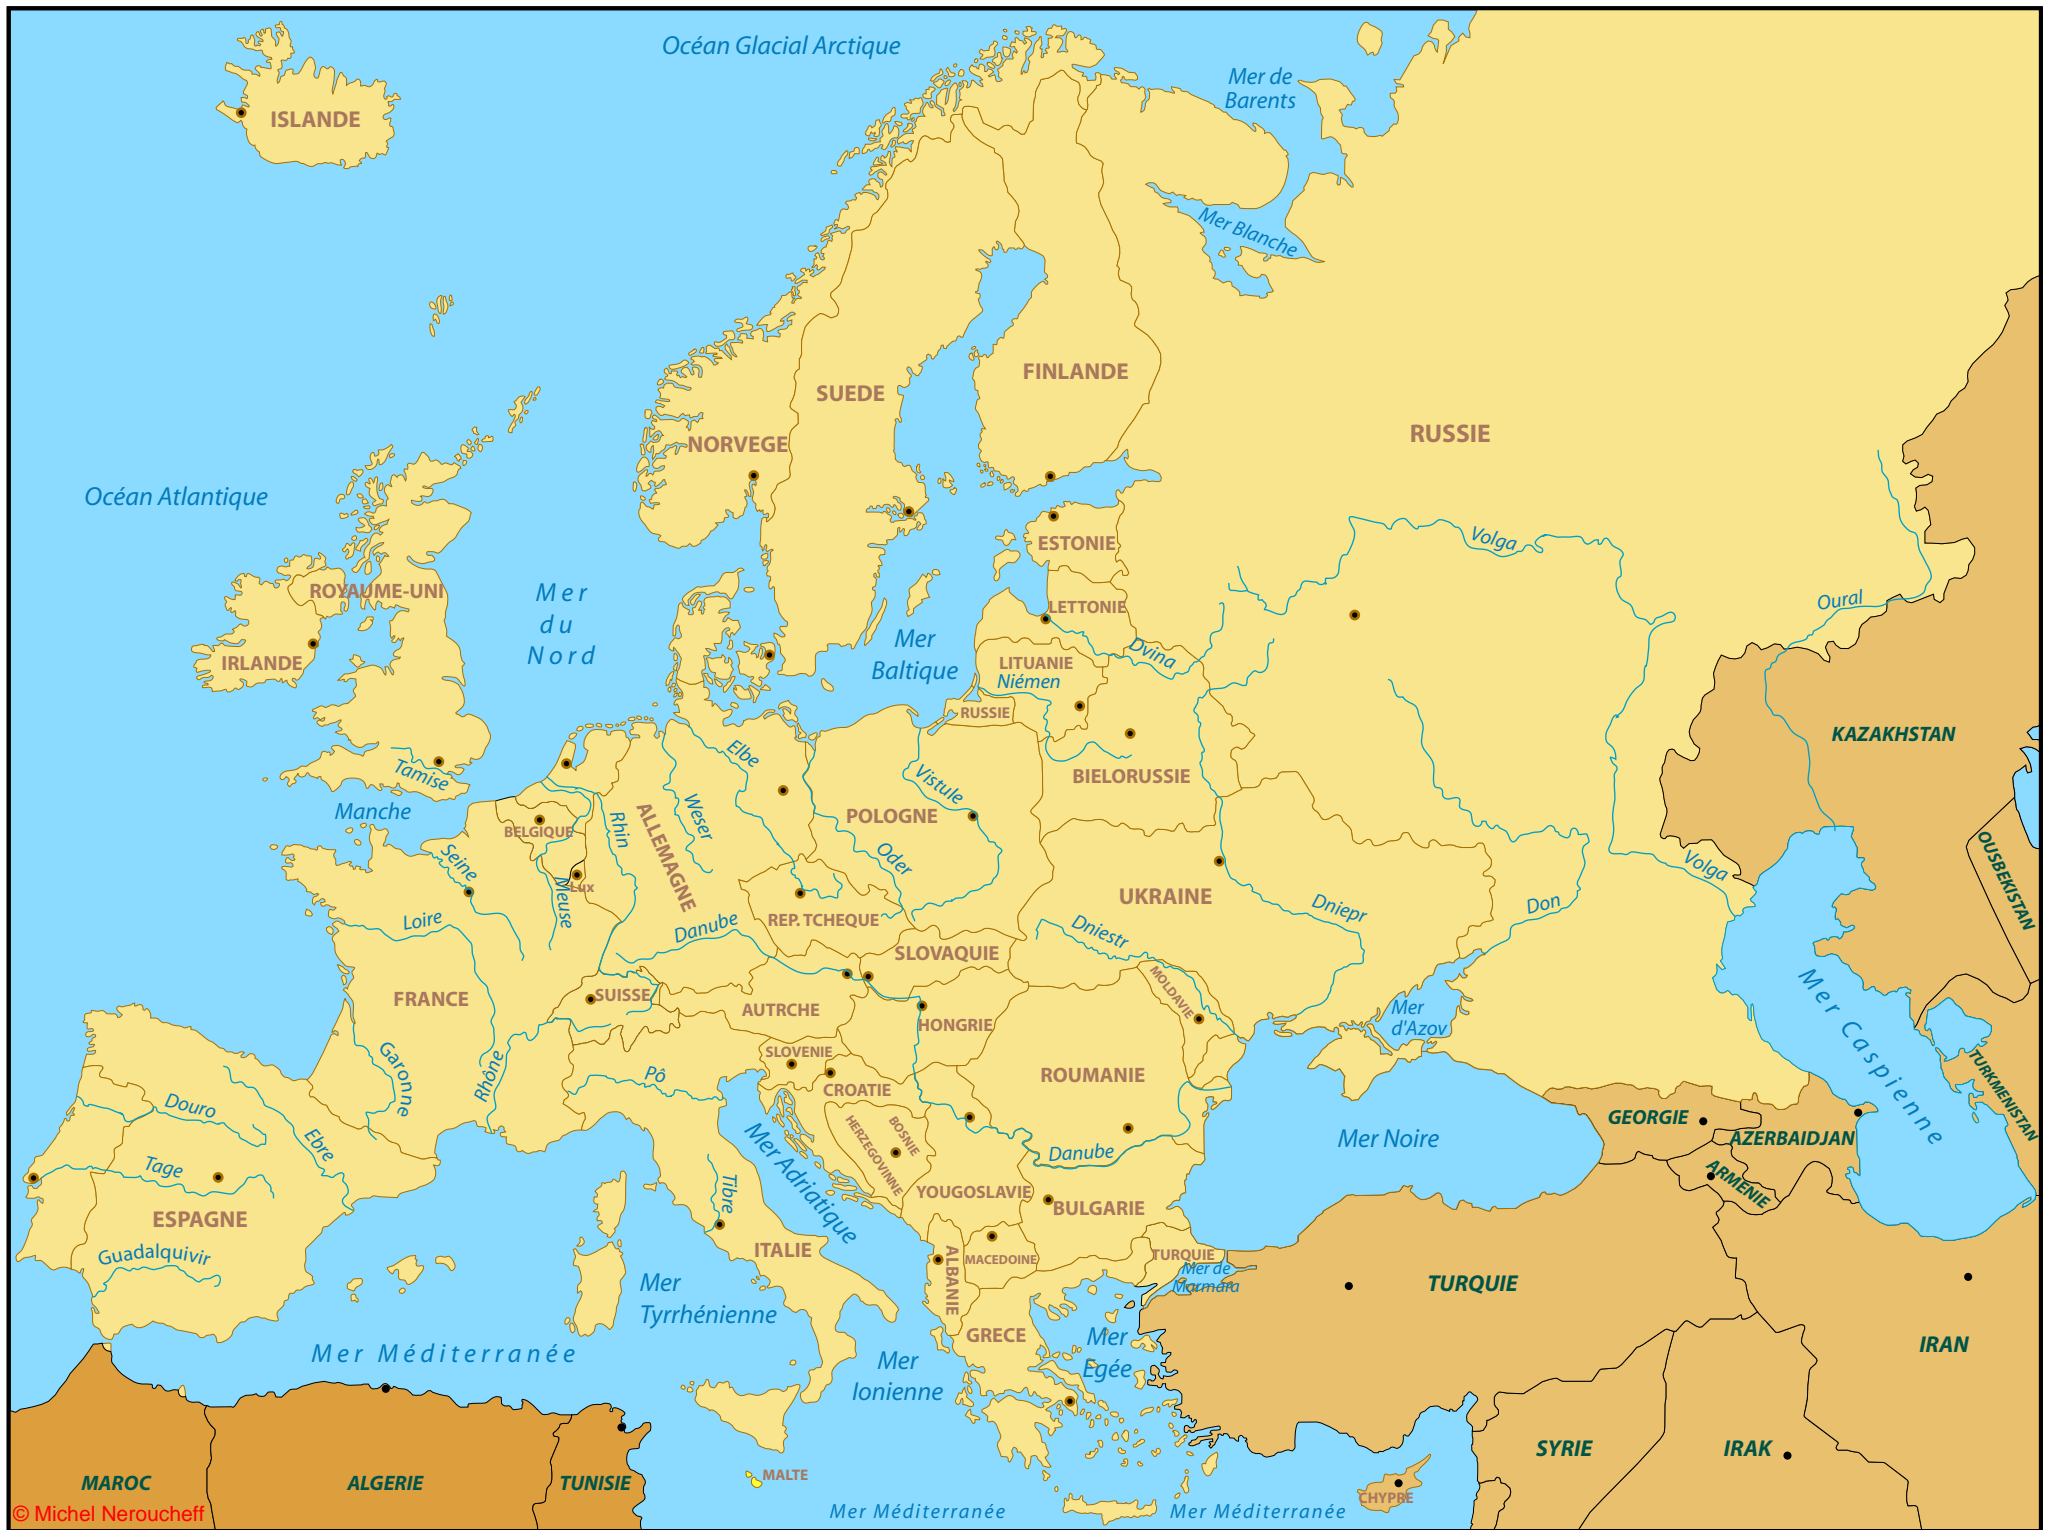 Océan Glacial Arctique
Mer de
Barents
ISLANDE
Mer Blanche
FINLANDE
SUEDE
RUSSIE
NORVEGE
Océan Atlantique
Volga
ESTONIE
ROYAUME-UNI
Mer
du
Nord
LETTONIE
Oural
IRLANDE
Mer
Baltique
Dvina
LITUANIE
Niémen
RUSSIE
KAZAKHSTAN
Elbe
Tamise
BIELORUSSIE
Vistule
Manche
Weser
POLOGNE
ALLEMAGNE
Rhin
BELGIQUE
Seine
Oder
Volga
OUSBEKISTAN
Lux
Meuse
UKRAINE
Dniepr
Don
Loire
Danube
REP. TCHEQUE
Dniestr
SLOVAQUIE
FRANCE
SUISSE
AUTRCHE
MOLDAVIE
HONGRIE
Mer
d'Azov
Mer Caspienne
SLOVENIE
Garonne
Rhône
Pô
CROATIE
ROUMANIE
TURKMENISTAN
Douro
Ebre
BOSNIE
HERZEGOVINNE
GEORGIE
AZERBAIDJAN
Mer Noire
Danube
Tage
Mer Adriatique
ARMENIE
Tibre
YOUGOSLAVIE
BULGARIE
ESPAGNE
ITALIE
Guadalquivir
ALBANIE
MACEDOINE
TURQUIE
Mer de
Marmara
TURQUIE
Mer
Tyrrhénienne
GRECE
Mer
Egée
IRAN
Mer Méditerranée
Mer
Ionienne
SYRIE
IRAK
MALTE
MAROC
ALGERIE
TUNISIE
CHYPRE
Mer Méditerranée
Mer Méditerranée
© Michel Neroucheff